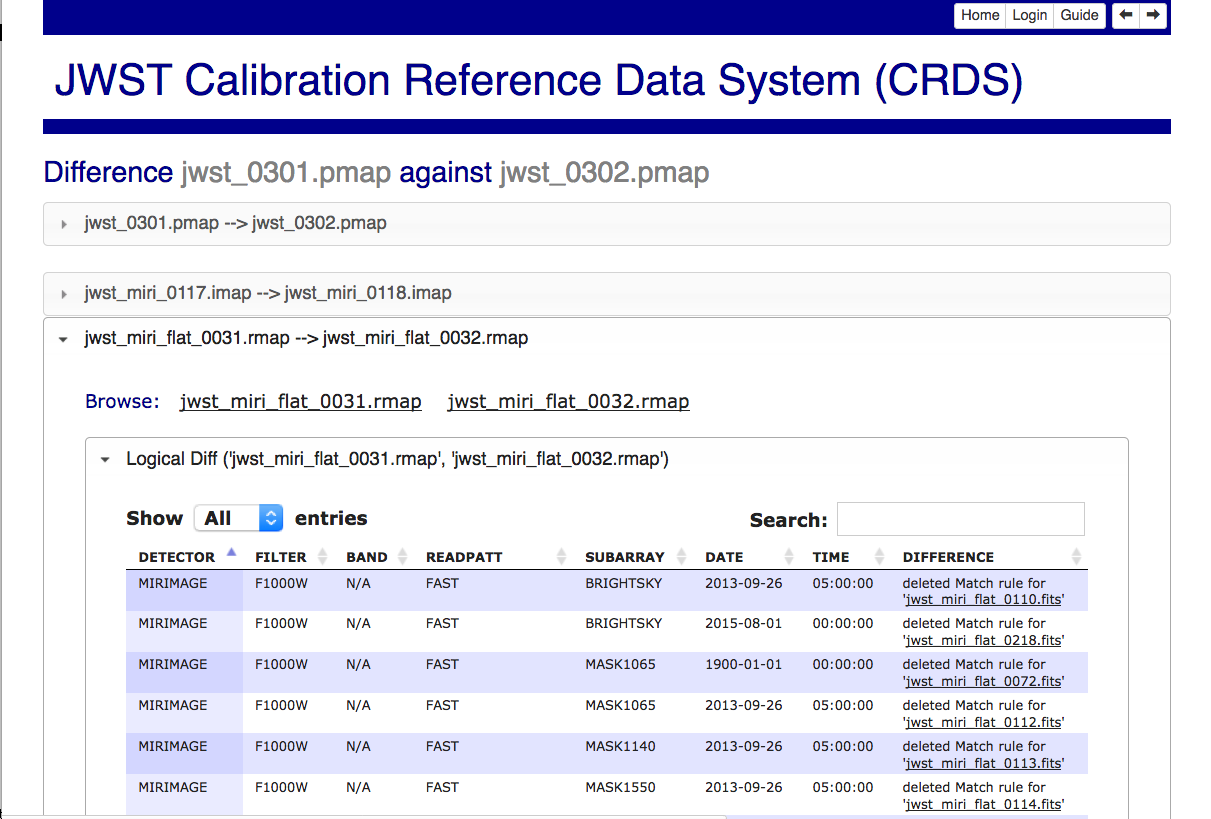 Home Login Guide
JWST Calibration Reference Data System (CRDS)
Difference jwst_0301.pmap against jwst_0302.pmap
jwst_0301.pmap --> jwst_0302.pmap
jwst_miri_0117.imap --> jwst_miri_0118.imap
jwst_miri_flat_0031.rmap --> jwst_miri_flat_0032.rmap
Browse: jwst_miri_flat_0031.rmap jwst_miri_flat_0032.rmap
Logical Diff ('jwst_miri_flat_0031.rmap', 'jwst_miri_flat_0032.rmap')
Show All entries Search:
DETECTOR FILTER BAND READPATT SUBARRAY DATE TIME DIFFERENCE
MIRIMAGE F1000W N/A FAST BRIGHTSKY 2013-09-26 05:00:00 deleted Match rule for
'jwst_miri_flat_0110.fits'
MIRIMAGE F1000W N/A FAST BRIGHTSKY 2015-08-01 00:00:00 deleted Match rule for
'jwst_miri_flat_0218.fits'
MIRIMAGE F1000W N/A FAST MASK1065 1900-01-01 00:00:00 deleted Match rule for
'jwst_miri_flat_0072.fits'
MIRIMAGE F1000W N/A FAST MASK1065 2013-09-26 05:00:00 deleted Match rule for
'jwst_miri_flat_0112.fits'
MIRIMAGE F1000W N/A FAST MASK1140 2013-09-26 05:00:00 deleted Match rule for
'jwst_miri_flat_0113.fits'
MIRIMAGE F1000W N/A FAST MASK1550 2013-09-26 05:00:00 deleted Match rule for
'jwst_miri_flat_0114.fits'